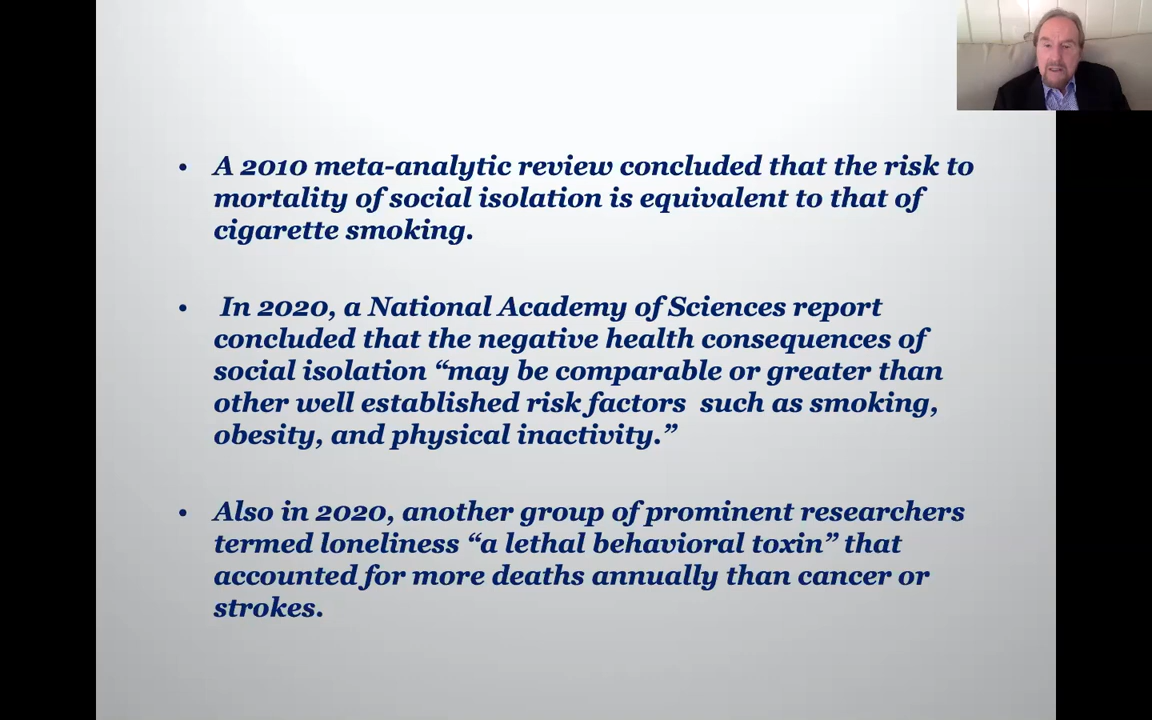 • A 2010 meta-analytic review concluded that the risk to
mortality of social isolation is equivalent to that of
cigarette smoking.
• In 2020, a National Academy of Sciences report
concluded that the negative health consequences of
social isolation “may be comparable or greater than
other well established risk factors such as smoking,
obesity, and physical inactivity.”
• Also in 2020, another group of prominent researchers
termed loneliness “a lethal behavioral toxin” that
accounted for more deaths annually than cancer or
strokes.